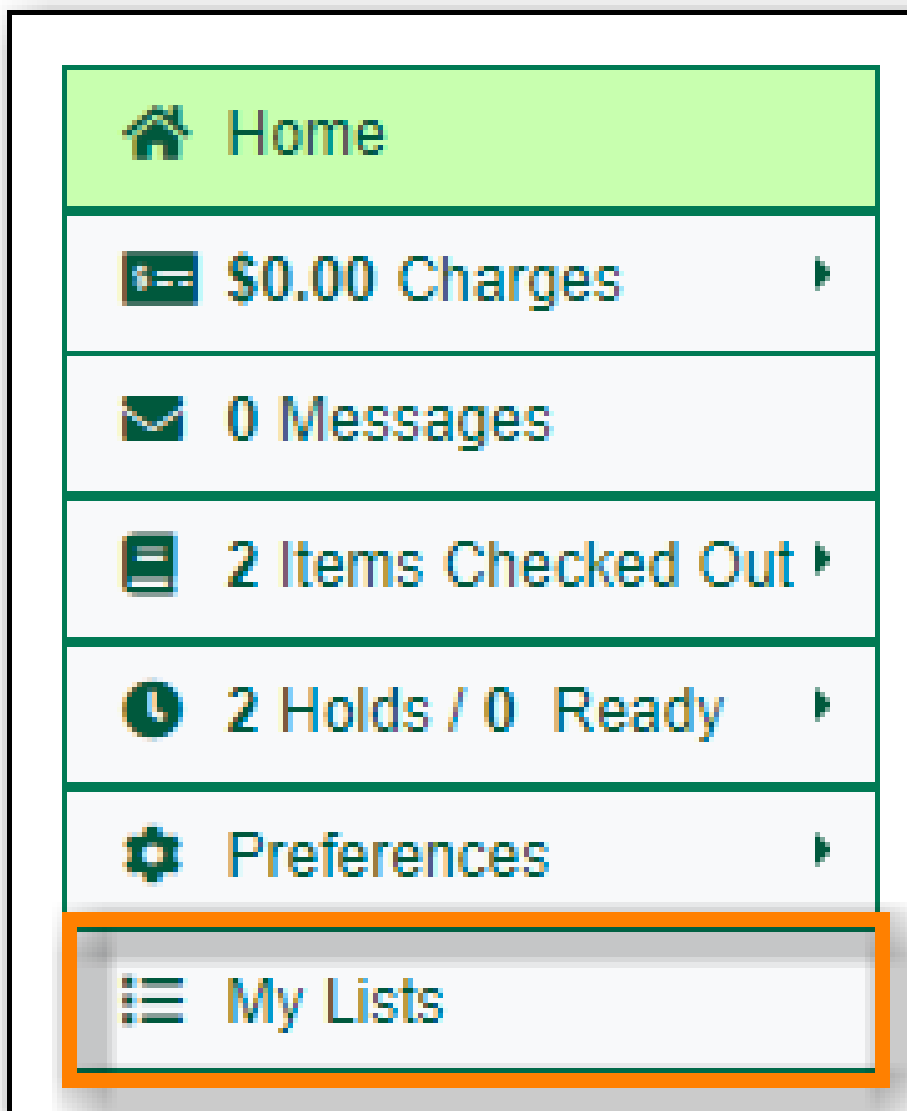 Home
$0.00 Charges
0 Messages
2 Items Checked Out
2 Holds / 0 Ready
Preferences
My Lists